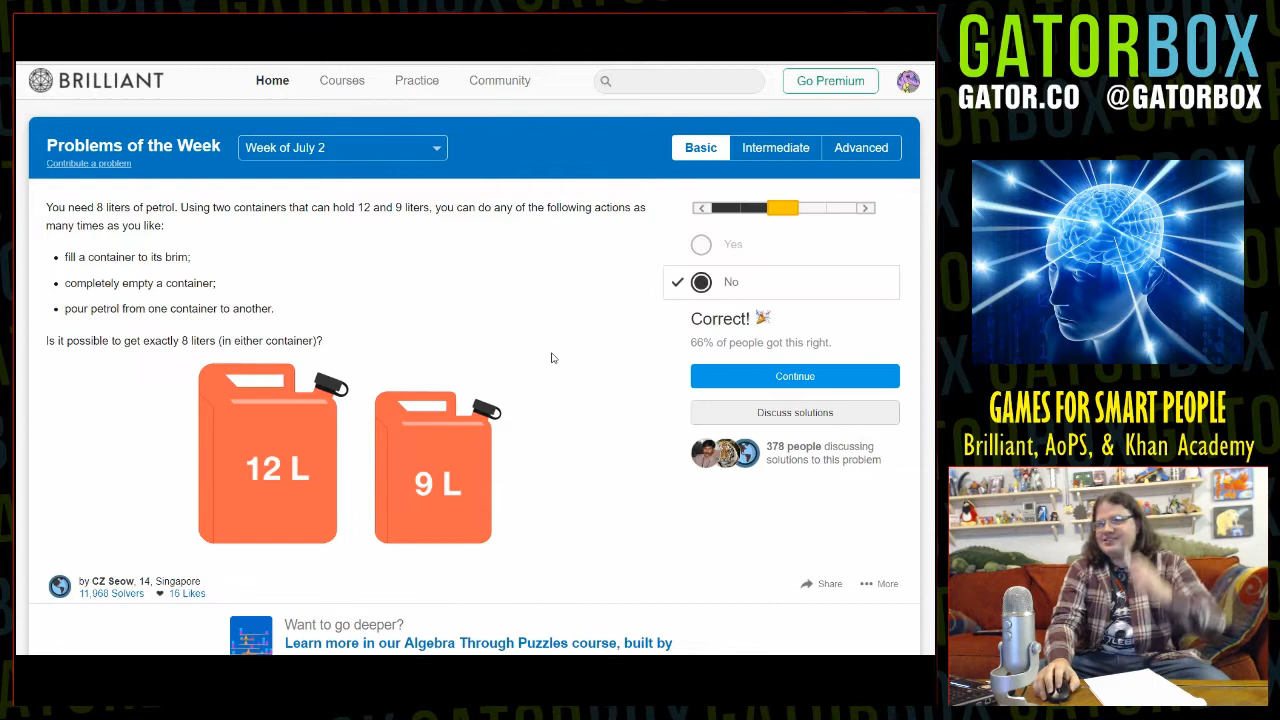 BRILLIANT
Home
Courses
Practice
Community
Go Premium
Problems of the Week
Week of July 2
Contribute a problem
Basic
Intermediate
Advanced
You need 8 liters of petrol. Using two containers that can hold 12 and 9 liters, you can do any of the following actions as
many times as you like:
fill a container to its brim;
completely empty a container;
pour petrol from one container to another.
Is it possible to get exactly 8 liters (in either container)?
12 L
9 L
by CZ Seow, 14, Singapore
11,968 Solvers
16 Likes
Yes
No
Correct!
66% of people got this right.
Continue
Discuss solutions
378 people discussing
solutions to this problem
Share
More
Want to go deeper?
Learn more in our Algebra Through Puzzles course, built by
GATORBOX
GATOR.CO @GATORBOX
GAMES FOR SMART PEOPLE
Brilliant, AoPS, & Khan Academy